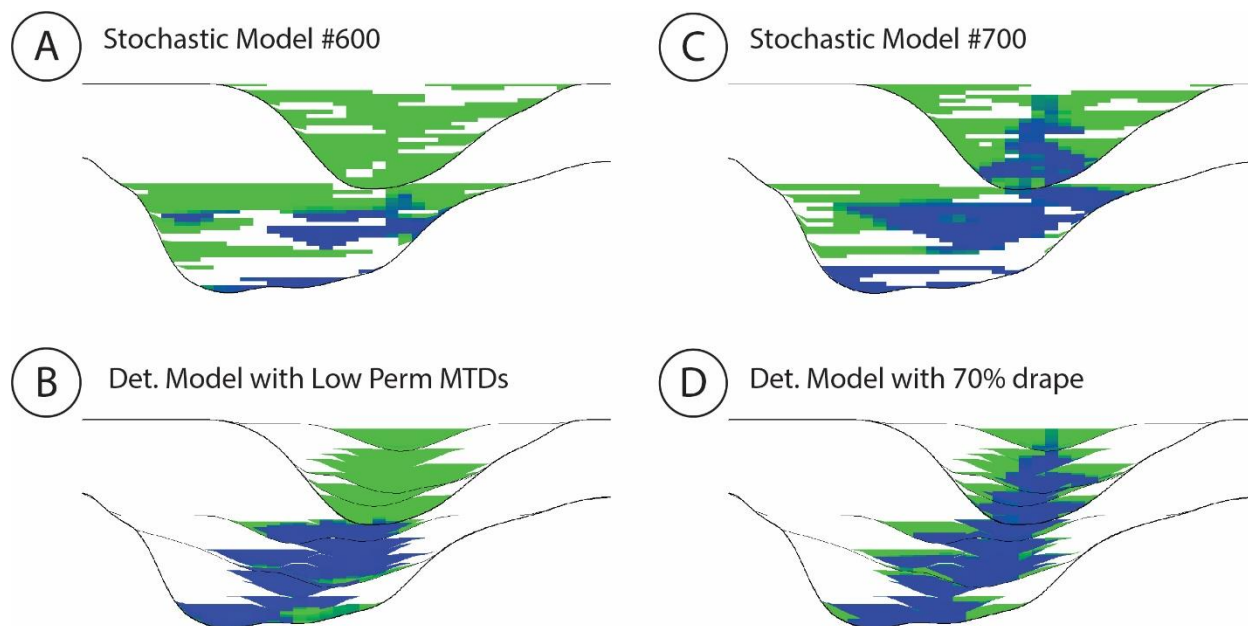 A
Stochastic Model #600
C
Stochastic Model #700
B
Det. Model with Low Perm MTDs
D
Det. Model with 70% drape